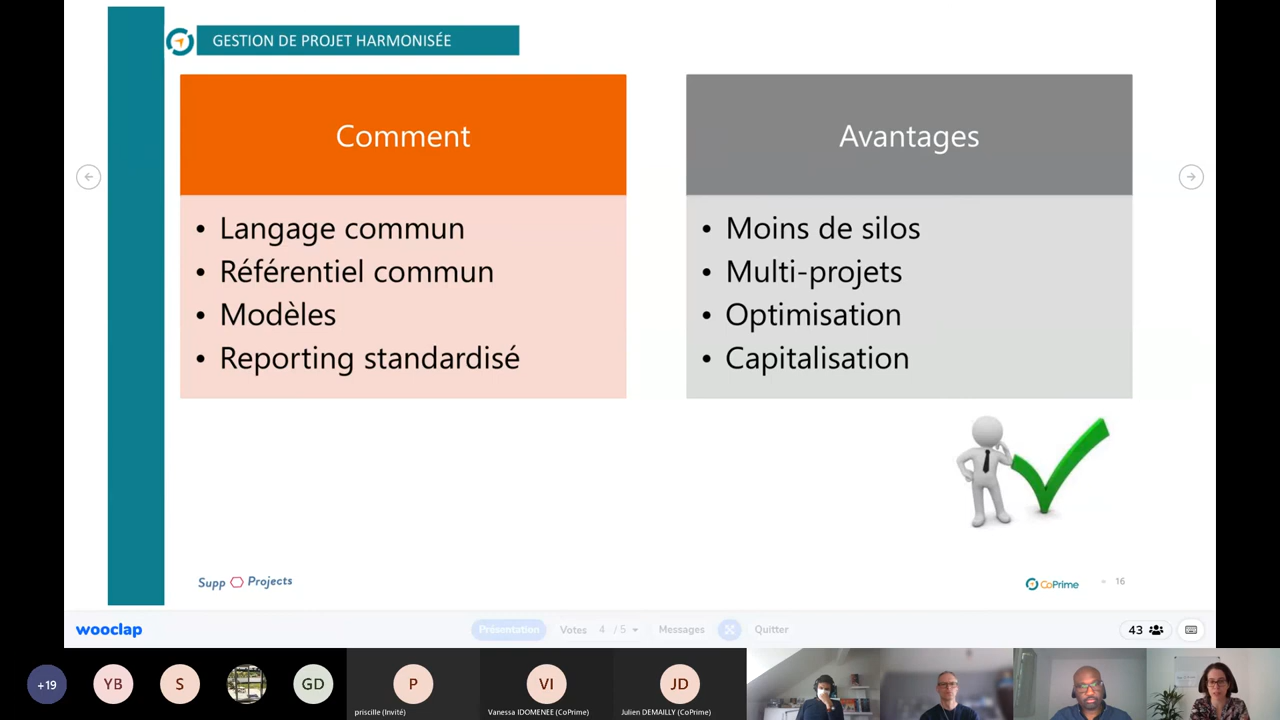 GESTION DE PROJET HARMONISÉE
Comment
• Langage commun
• Référentiel commun
• Modèles
• Reporting standardisé
Avantages
• Moins de silos
• Multi-projets
• Optimisation
• Capitalisation
Supp Projects
CoPrime
16
wooclap
Présentation
Votes 4 / 5
Messages
Quitter
43
+19
YB
S
GD
P
priscille (Invité)
VI
Vanessa IDOMENEE (CoPrime)
JD
Julien DEMAILLY (CoPrime)